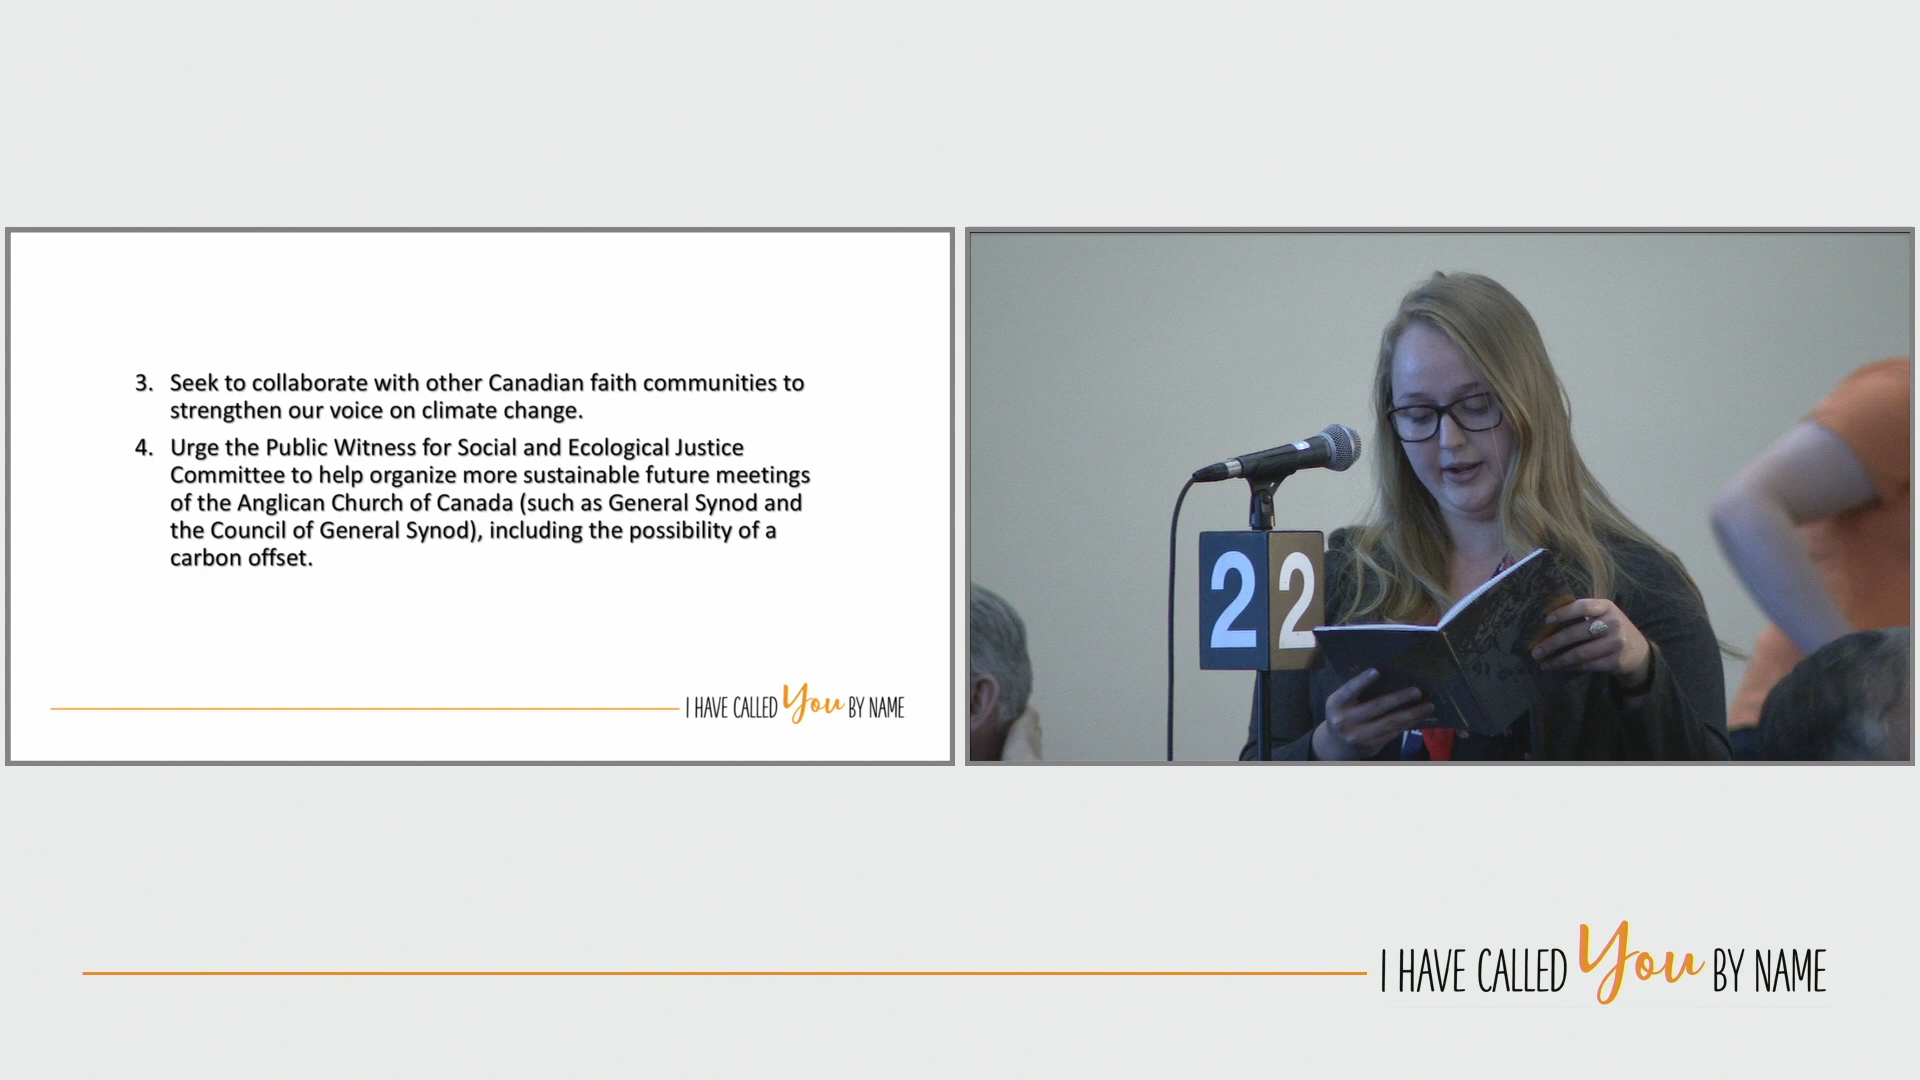 3. Seek to collaborate with other Canadian faith communities to
strengthen our voice on climate change.
4. Urge the Public Witness for Social and Ecological Justice
Committee to help organize more sustainable future meetings
of the Anglican Church of Canada (such as General Synod and
the Council of General Synod), including the possibility of a
carbon offset.
I HAVE CALLED You BY NAME
2 2
I HAVE CALLED You BY NAME